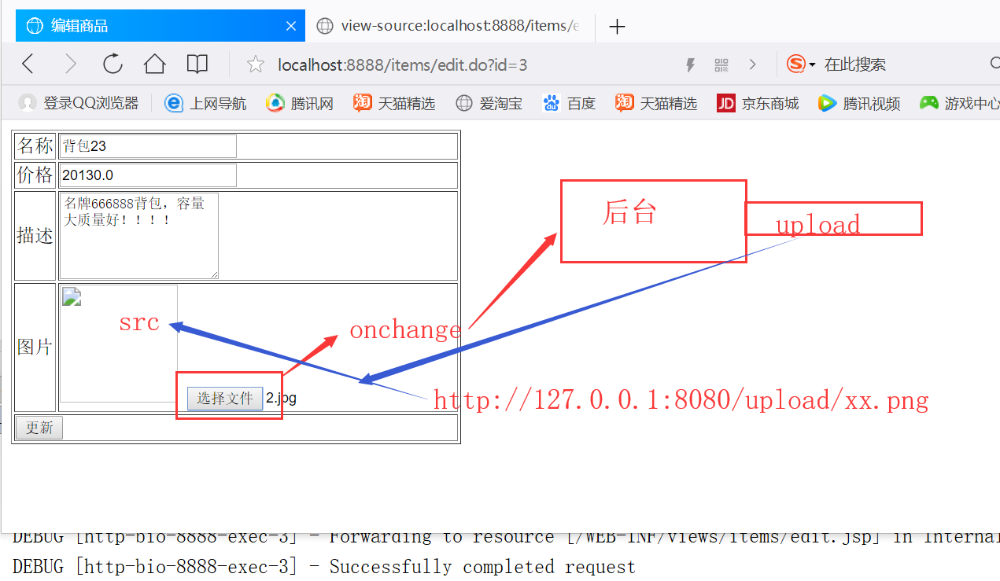 编辑商品
view-source:localhost:8888/items/e
localhost:8888/items/edit.do?id=3
在此搜索
登录QQ浏览器 上网导航 腾讯网 天猫精选 爱淘宝 百度 天猫精选 京东商城 腾讯视频 游戏中心
名称 背包23
价格 20130.0
描述 名牌666888背包，容量
大质量好！！！！
后台
upload
src
onchange
图片
选择文件 2.jpg
http://127.0.0.1:8080/upload/xx.png
更新
DEBUG [http-bio-8888-exec-3] - Forwarding to resource [/WEB-INF/views/items/edit.jsp] in Internal
DEBUG [http-bio-8888-exec-3] - Successfully completed request